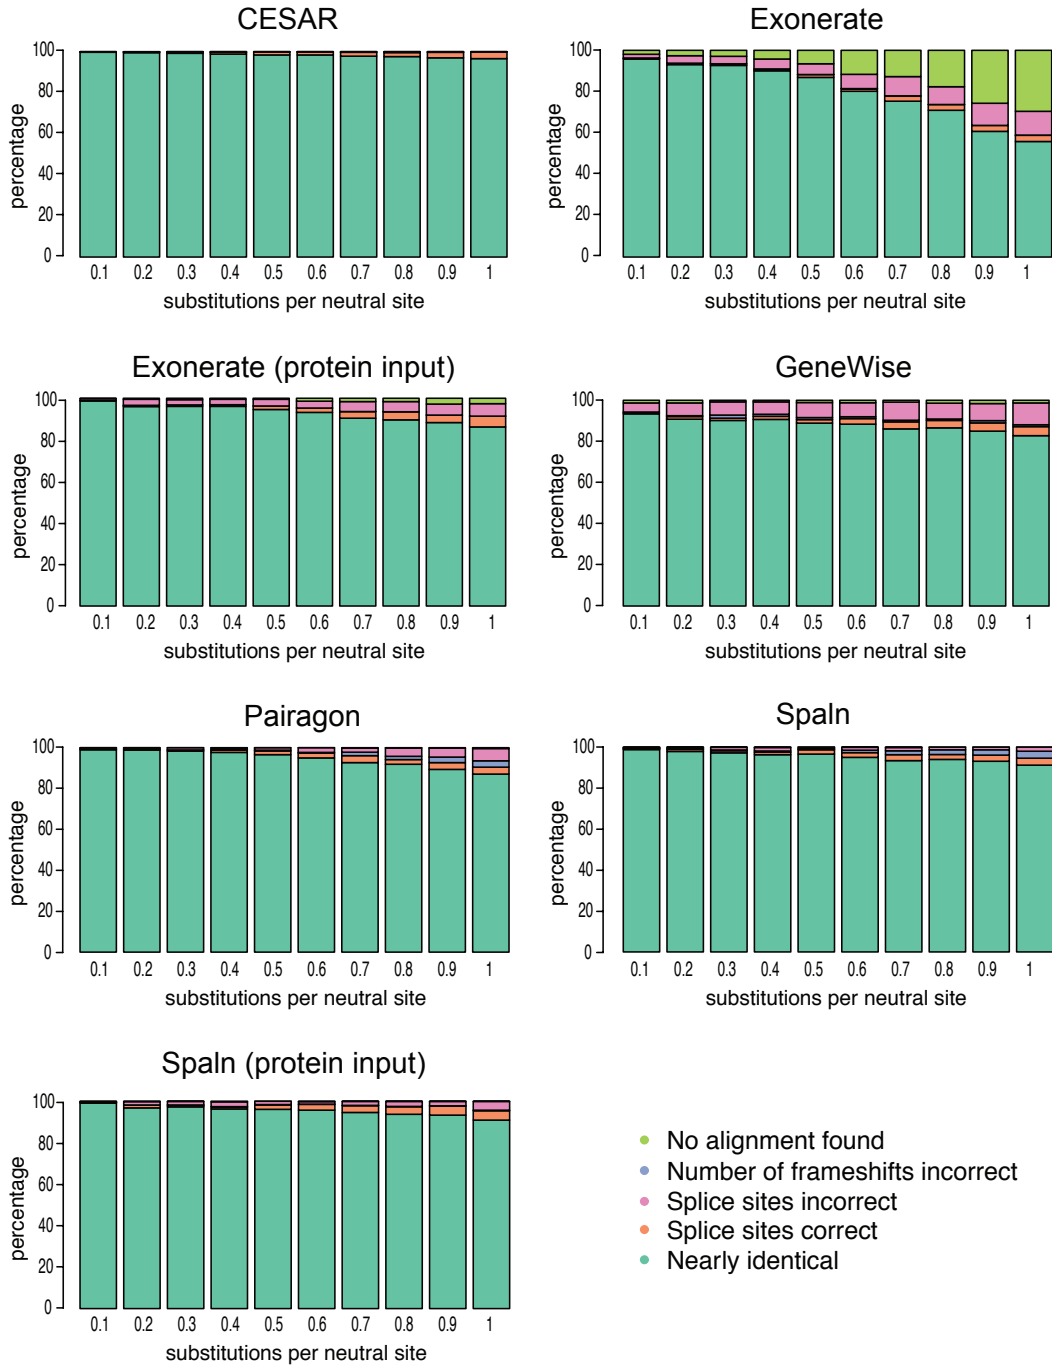 CESAR
percentage
100
80
60
40
20
0
0.1 0.2 0.3 0.4 0.5 0.6 0.7 0.8 0.9 1
substitutions per neutral site
Exonerate
percentage
100
80
60
40
20
0
0.1 0.2 0.3 0.4 0.5 0.6 0.7 0.8 0.9 1
substitutions per neutral site
Exonerate (protein input)
percentage
100
80
60
40
20
0
0.1 0.2 0.3 0.4 0.5 0.6 0.7 0.8 0.9 1
substitutions per neutral site
GeneWise
percentage
100
80
60
40
20
0
0.1 0.2 0.3 0.4 0.5 0.6 0.7 0.8 0.9 1
substitutions per neutral site
Pairagon
percentage
100
80
60
40
20
0
0.1 0.2 0.3 0.4 0.5 0.6 0.7 0.8 0.9 1
substitutions per neutral site
Spaln
percentage
100
80
60
40
20
0
0.1 0.2 0.3 0.4 0.5 0.6 0.7 0.8 0.9 1
substitutions per neutral site
Spaln (protein input)
percentage
100
80
60
40
20
0
0.1 0.2 0.3 0.4 0.5 0.6 0.7 0.8 0.9 1
substitutions per neutral site
No alignment found
Number of frameshifts incorrect
Splice sites incorrect
Splice sites correct
Nearly identical